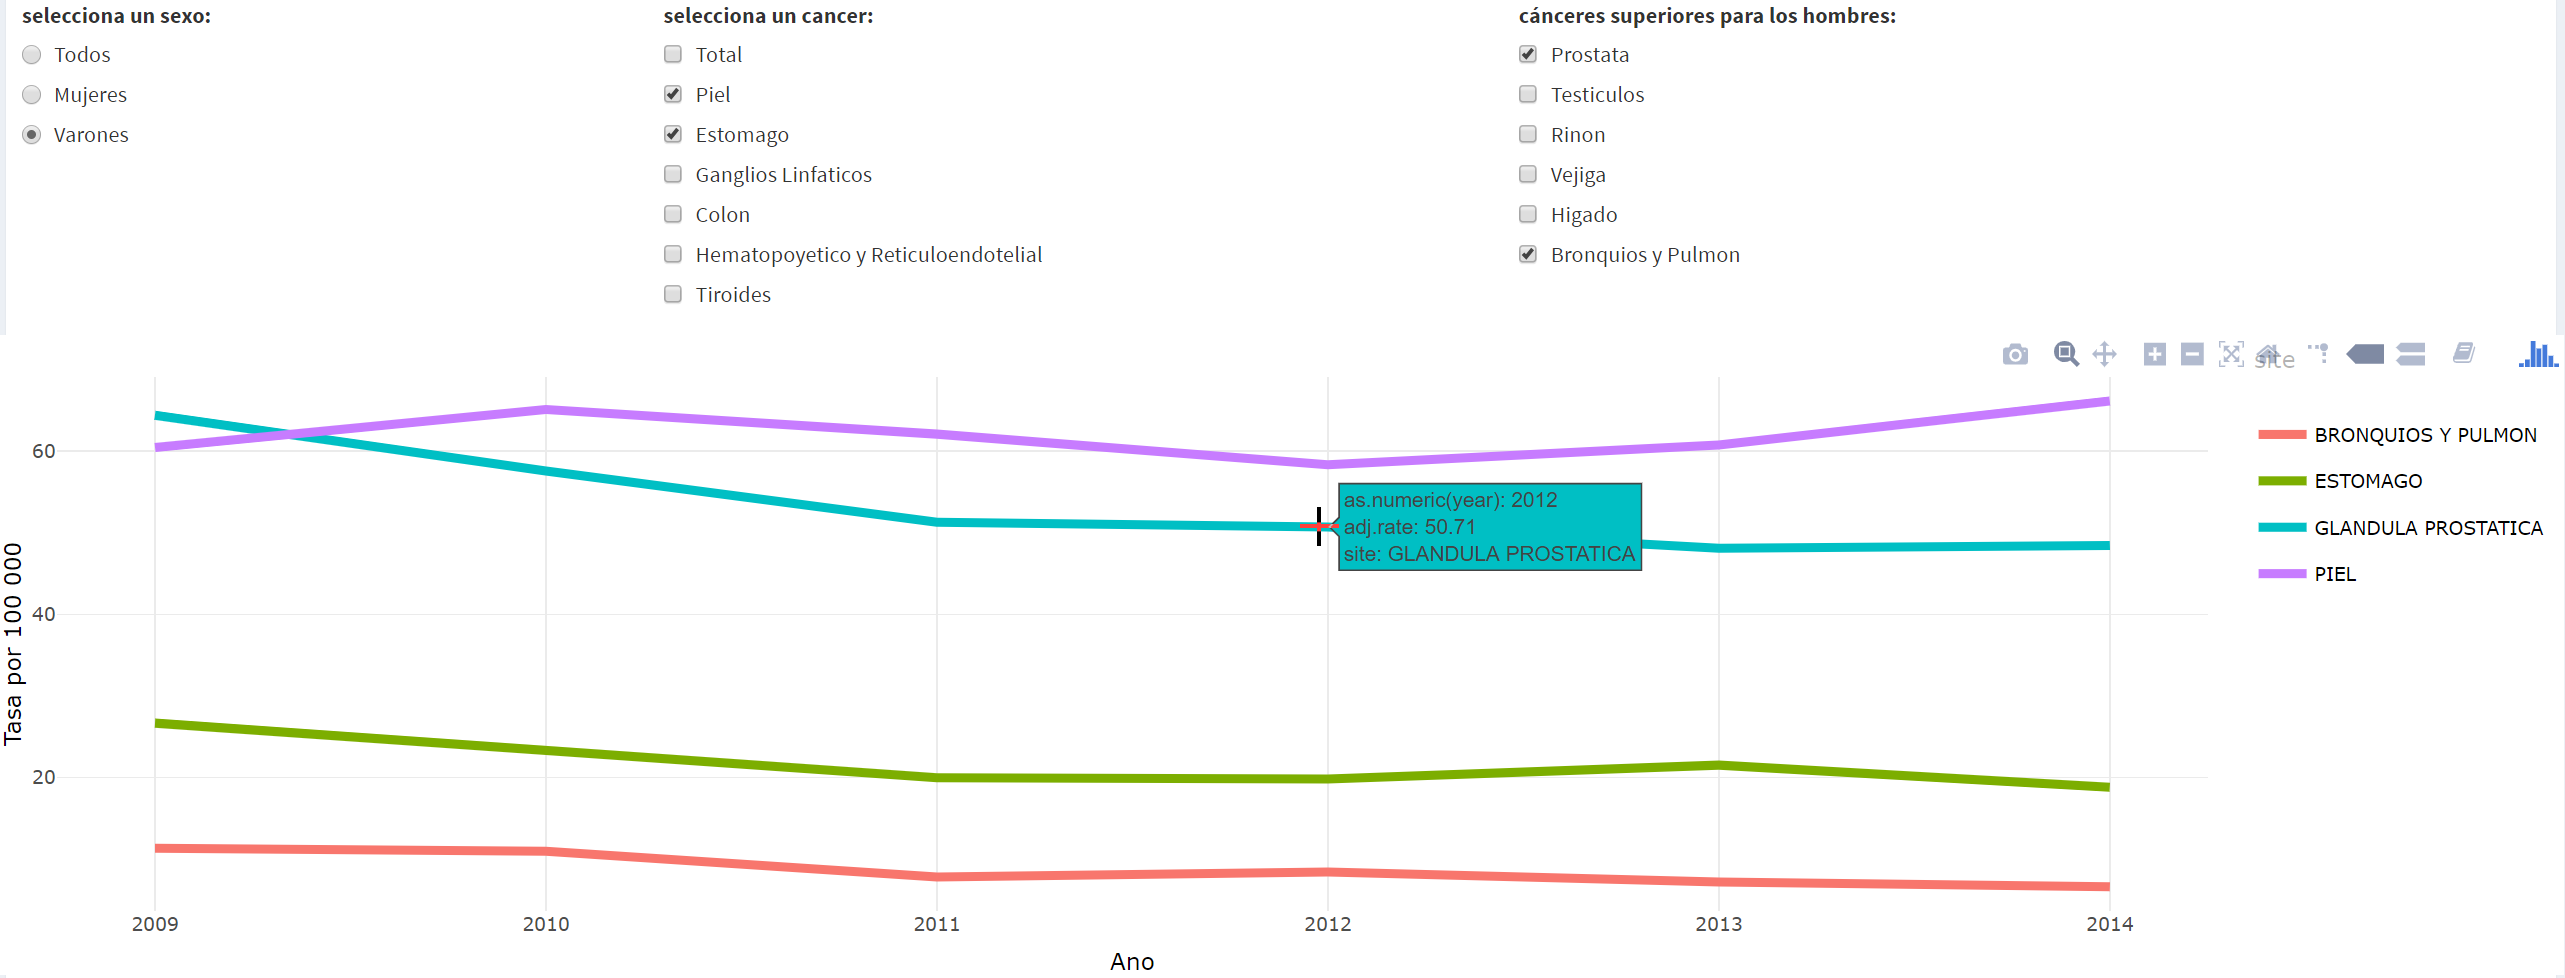 selecciona un sexo:
Todos
Mujeres
Varones
selecciona un cancer:
Total
Piel
Estomago
Ganglios Linfaticos
Colon
Hematopoyetico y Reticuloendotelial
Tiroides
cánceres superiores para los hombres:
Prostata
Testiculos
Rinon
Vejiga
Higado
Bronquios y Pulmon
site
BRONQUIOS Y PULMON
ESTOMAGO
GLANDULA PROSTATICA
PIEL
as.numeric(year): 2012
adj.rate: 50.71
site: GLANDULA PROSTATICA
Tasa por 100 000
60
40
20
2009
2010
2011
2012
2013
2014
Ano